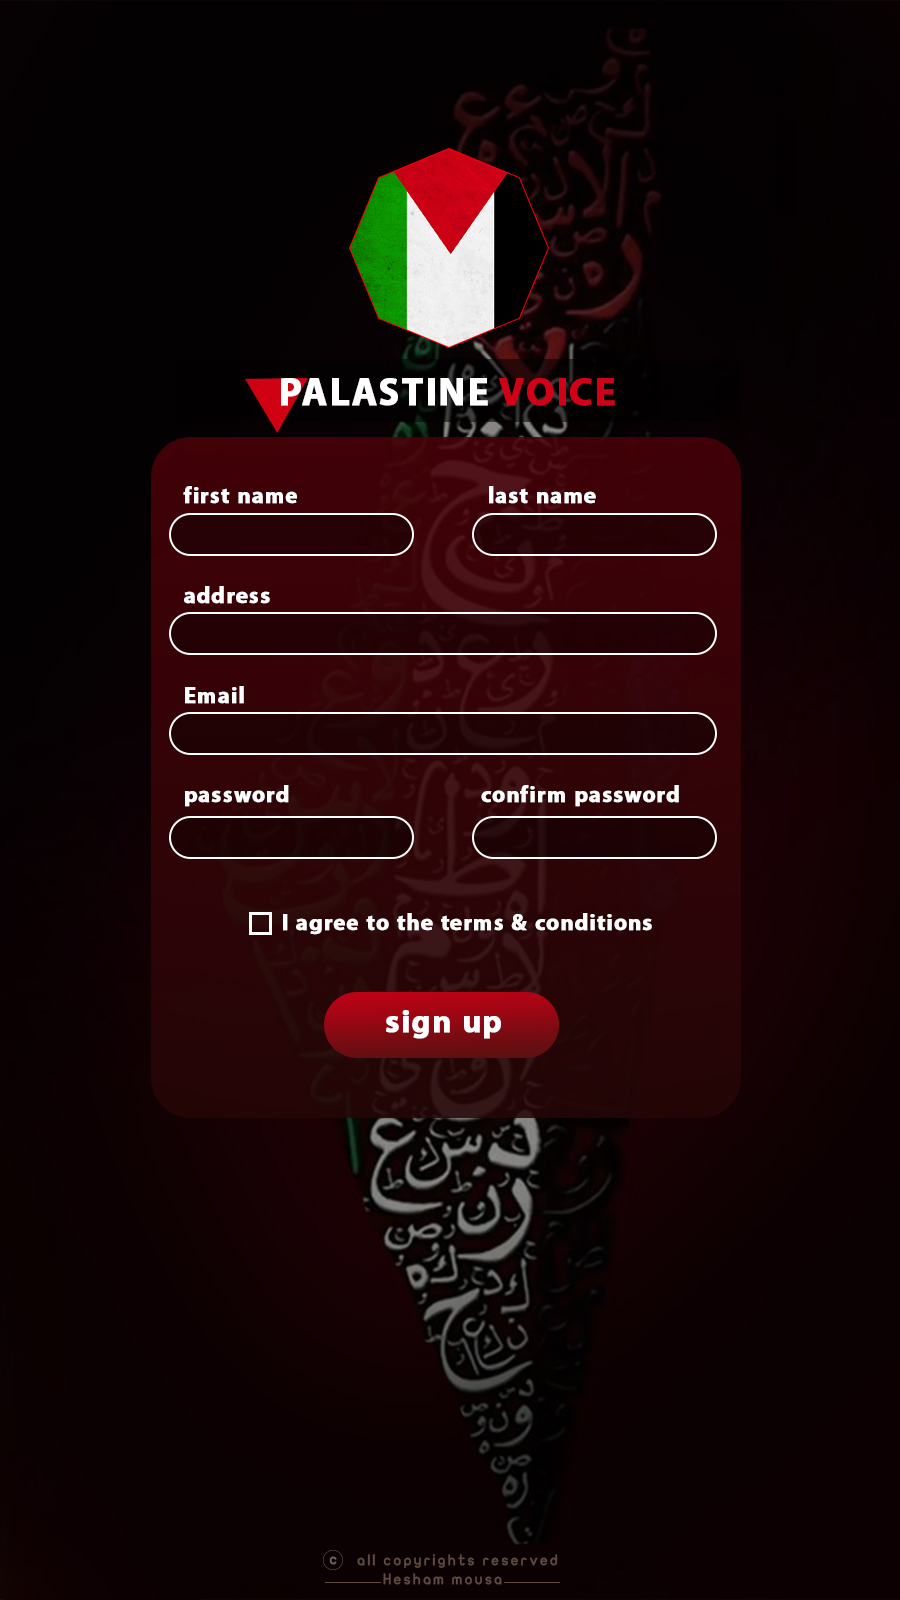 PALASTINE VOICE
first name last name
address
Email
password confirm password
I agree to the terms & conditions
sign up
© all copyrights reserved
Hesham mousa